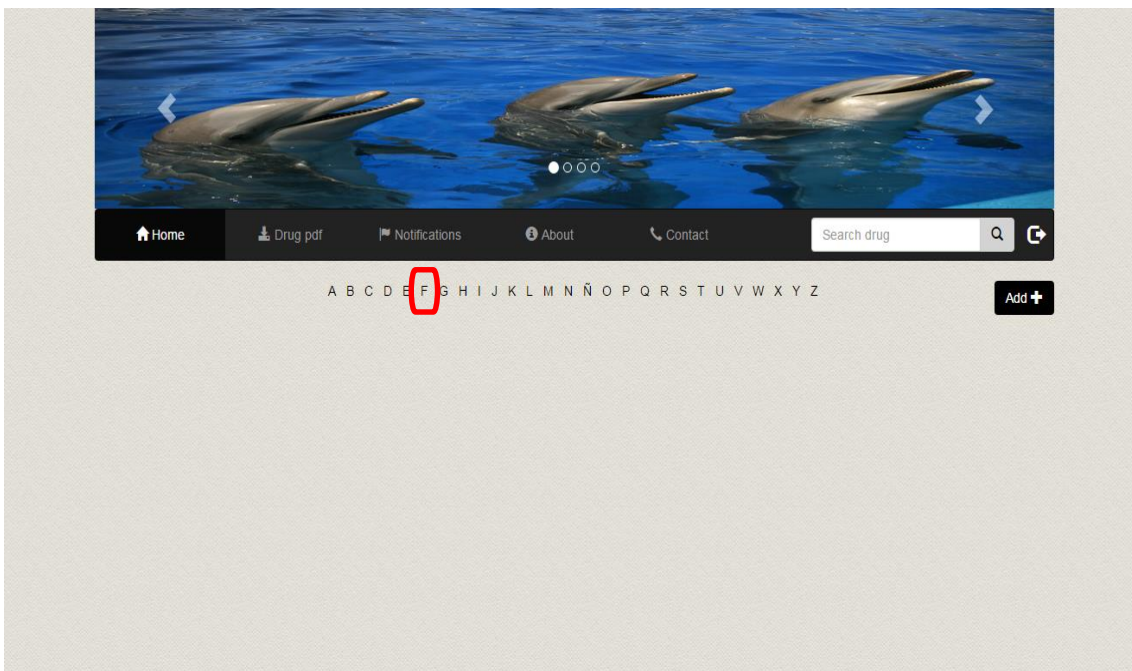 Home Drug pdf Notifications About Contact Search drug
A B C D E F G H I J K L M N Ñ O P Q R S T U V W X Y Z Add